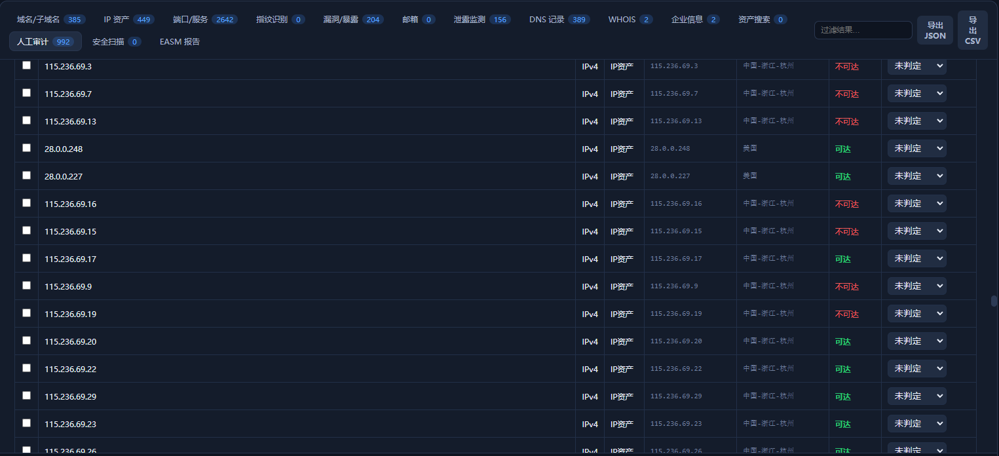 域名/子域名 385 IP 资产 449 端口/服务 2642 指纹识别 0 漏洞/暴露 204 邮箱 0 泄露监测 156 DNS 记录 389 WHOIS 2 企业信息 2 资产搜索 0
人工审计 992 安全扫描 0 EASM 报告
过滤结果...
导出
JSON
导
出
CSV
115.236.69.3 IPv4 IP资产 115.236.69.3 中国-浙江-杭州 不可达 未判定
115.236.69.7 IPv4 IP资产 115.236.69.7 中国-浙江-杭州 不可达 未判定
115.236.69.13 IPv4 IP资产 115.236.69.13 中国-浙江-杭州 不可达 未判定
28.0.0.248 IPv4 IP资产 28.0.0.248 美国 可达 未判定
28.0.0.227 IPv4 IP资产 28.0.0.227 美国 可达 未判定
115.236.69.16 IPv4 IP资产 115.236.69.16 中国-浙江-杭州 不可达 未判定
115.236.69.15 IPv4 IP资产 115.236.69.15 中国-浙江-杭州 不可达 未判定
115.236.69.17 IPv4 IP资产 115.236.69.17 中国-浙江-杭州 可达 未判定
115.236.69.9 IPv4 IP资产 115.236.69.9 中国-浙江-杭州 不可达 未判定
115.236.69.19 IPv4 IP资产 115.236.69.19 中国-浙江-杭州 不可达 未判定
115.236.69.20 IPv4 IP资产 115.236.69.20 中国-浙江-杭州 可达 未判定
115.236.69.22 IPv4 IP资产 115.236.69.22 中国-浙江-杭州 可达 未判定
115.236.69.29 IPv4 IP资产 115.236.69.29 中国-浙江-杭州 可达 未判定
115.236.69.23 IPv4 IP资产 115.236.69.23 中国-浙江-杭州 可达 未判定
115.236.69.26 IPv4 IP资产 115.236.69.26 中国-浙江-杭州 可达 未判定